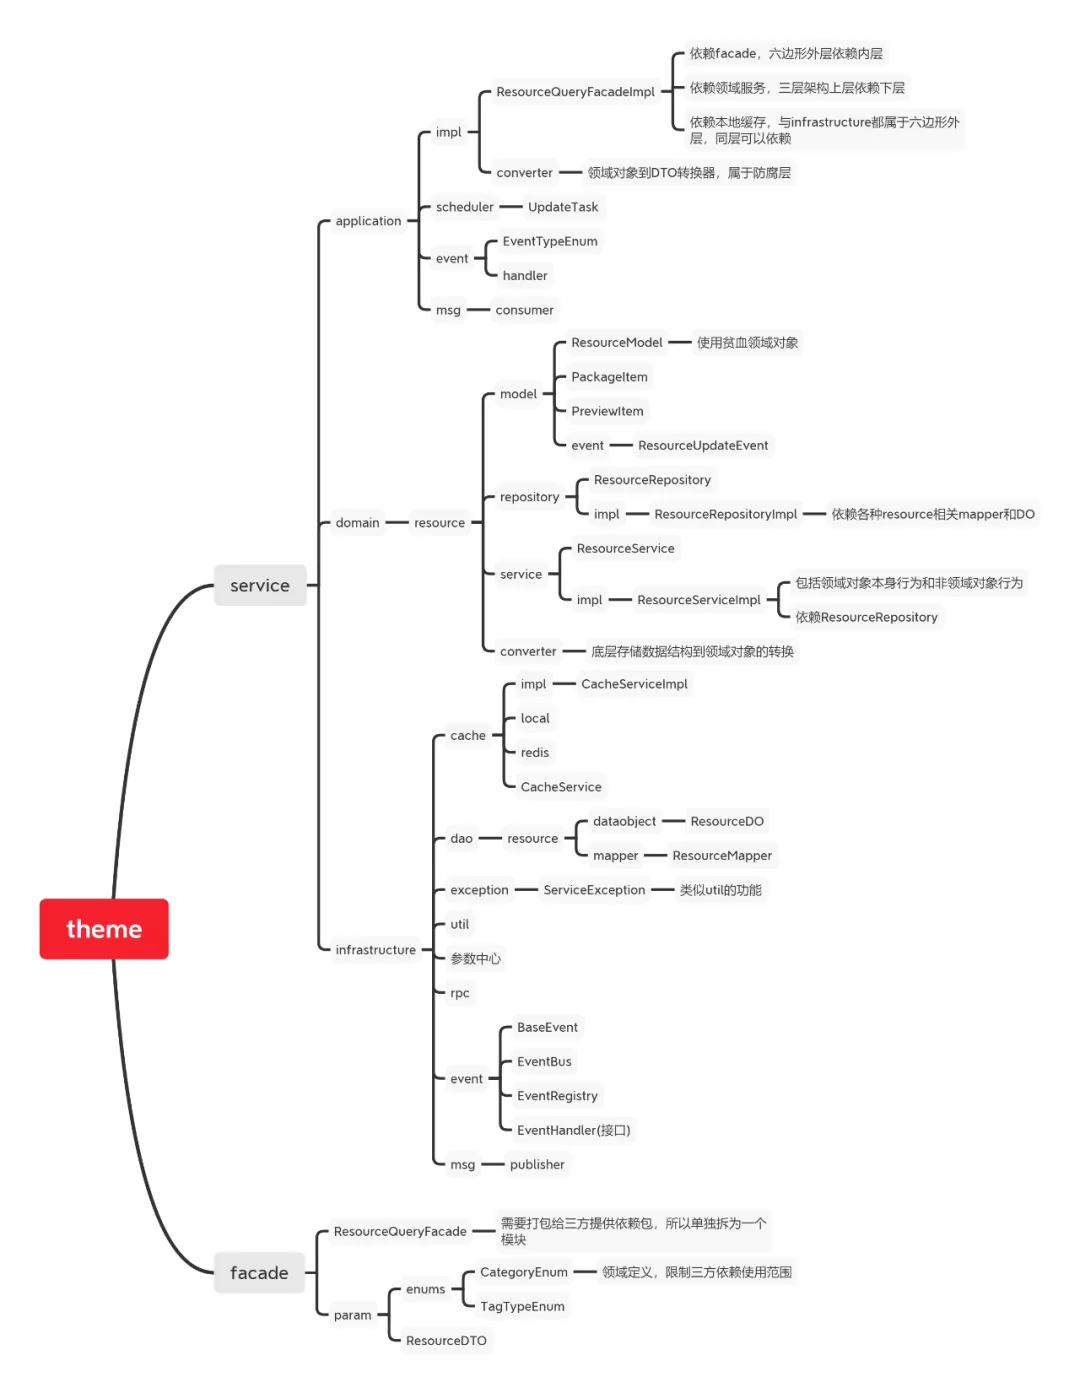 依赖facade，六边形外层依赖内层
ResourceQueryFacadeImpl
依赖领域服务，三层架构上层依赖下层
依赖本地缓存，与infrastructure都属于六边形外
层，同层可以依赖
impl
converter
领域对象到DTO转换器，属于防腐层
scheduler
UpdateTask
application
EventTypeEnum
event
handler
msg
consumer
ResourceModel
使用贫血领域对象
PackageItem
model
PreviewItem
event
ResourceUpdateEvent
ResourceRepository
repository
impl
ResourceRepositoryImpl
依赖各种resource相关mapper和DO
domain
resource
ResourceService
service
包括领域对象本身行为和非领域对象行为
impl
ResourceServiceImpl
依赖ResourceRepository
service
converter
底层存储数据结构到领域对象的转换
impl
CacheServiceImpl
local
cache
redis
CacheService
dataobject
ResourceDO
dao
resource
mapper
ResourceMapper
exception
ServiceException
类似util的功能
theme
util
infrastructure
参数中心
rpc
BaseEvent
EventBus
event
EventRegistry
EventHandler(接口)
msg
publisher
ResourceQueryFacade
需要打包给三方提供依赖包，所以单独拆为一个
模块
facade
CategoryEnum
领域定义，限制三方依赖使用范围
enums
TagTypeEnum
param
ResourceDTO